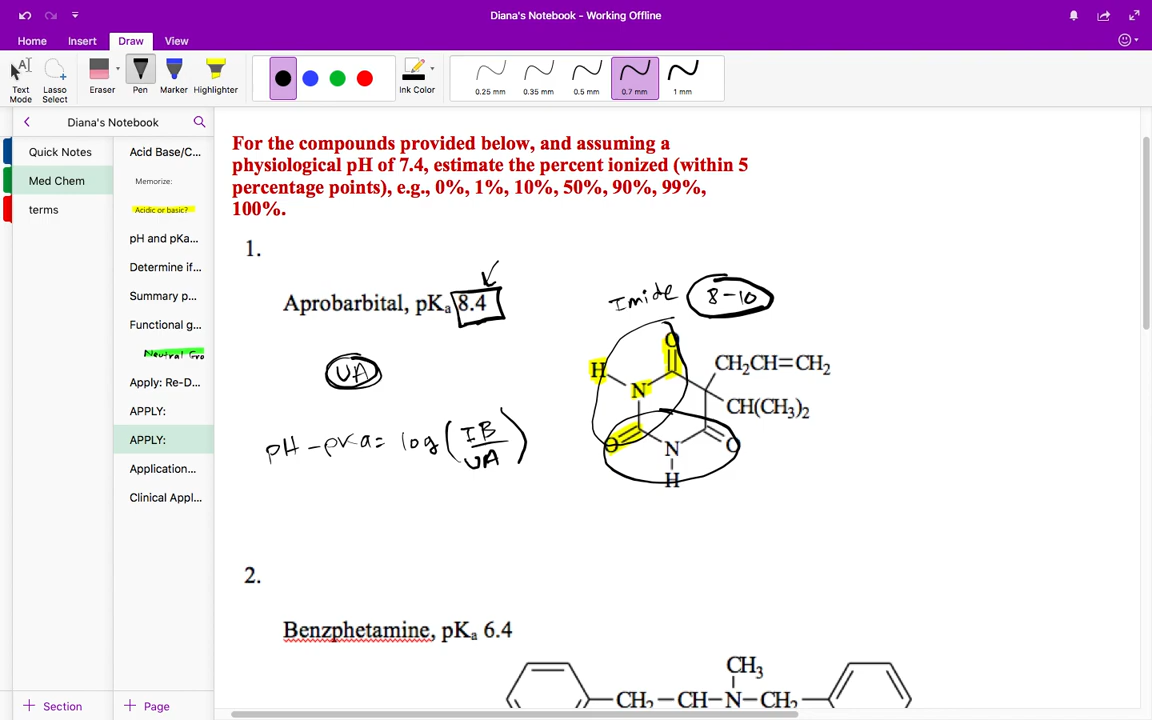 Diana's Notebook - Working Offline
Home Insert Draw View
Text Mode
Lasso Select
Eraser
Pen
Marker
Highlighter
Ink Color
0.25 mm
0.35 mm
0.5 mm
0.7 mm
1 mm
Diana's Notebook
Quick Notes
Med Chem
terms
Acid Base/C...
Memorize:
Acidic or basic?
pH and pKa...
Determine if...
Summary p...
Functional g...
Neutral Gro
Apply: Re-D...
APPLY:
APPLY:
Application...
Clinical Appl...
+ Section
+ Page
For the compounds provided below, and assuming a
physiological pH of 7.4, estimate the percent ionized (within 5
percentage points), e.g., 0%, 1%, 10%, 50%, 90%, 99%,
100%.
1.
Aprobarbital, pKa 8.4
Imide 8-10
UA
pH - pKa = log (IB/UA)
O
H
N
CH2CH=CH2
CH(CH3)2
O
N
O
H
2.
Benzphetamine, pKa 6.4
CH3
CH2-CH-N-CH2